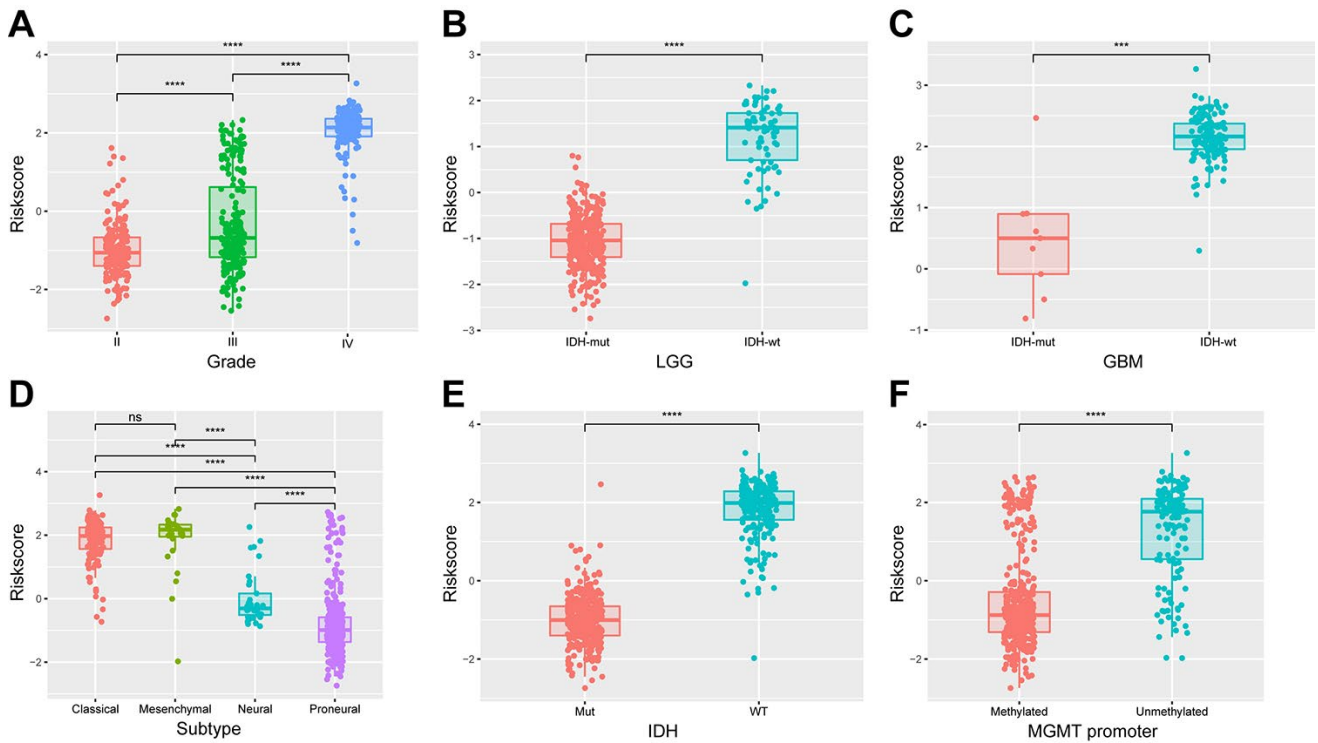 A
Riskscore
4
2
0
−2
****
****
****
II
III
IV
Grade
B
Riskscore
3
2
1
0
−1
−2
−3
****
IDH-mut
IDH-wt
LGG
C
Riskscore
3
2
1
0
−1
***
IDH-mut
IDH-wt
GBM
D
Riskscore
4
2
0
−2
ns
****
****
****
****
****
Classical
Mesenchymal
Neural
Proneural
Subtype
E
Riskscore
4
2
0
−2
****
Mut
WT
IDH
F
Riskscore
4
2
0
−2
****
Methylated
Unmethylated
MGMT promoter